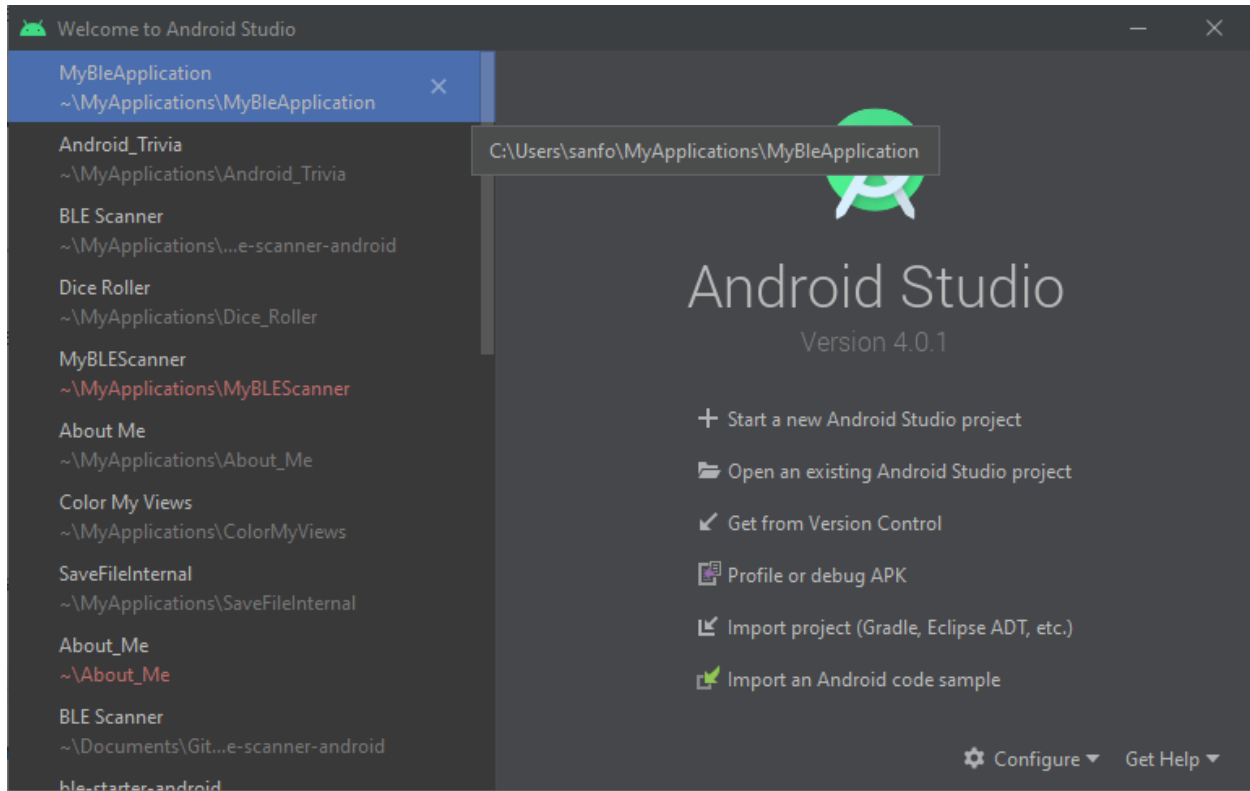 Welcome to Android Studio
MyBleApplication
~\MyApplications\MyBleApplication
Android_Trivia
~\MyApplications\Android_Trivia
BLE Scanner
~\MyApplications\...e-scanner-android
Dice Roller
~\MyApplications\Dice_Roller
MyBLEScanner
~\MyApplications\MyBLEScanner
About Me
~\MyApplications\About_Me
Color My Views
~\MyApplications\ColorMyViews
SaveFileInternal
~\MyApplications\SaveFileInternal
About_Me
~\About_Me
BLE Scanner
~\Documents\Git...e-scanner-android
ble-starter-android
C:\Users\sanfo\MyApplications\MyBleApplication
Android Studio
Version 4.0.1
Start a new Android Studio project
Open an existing Android Studio project
Get from Version Control
Profile or debug APK
Import project (Gradle, Eclipse ADT, etc.)
Import an Android code sample
Configure Get Help